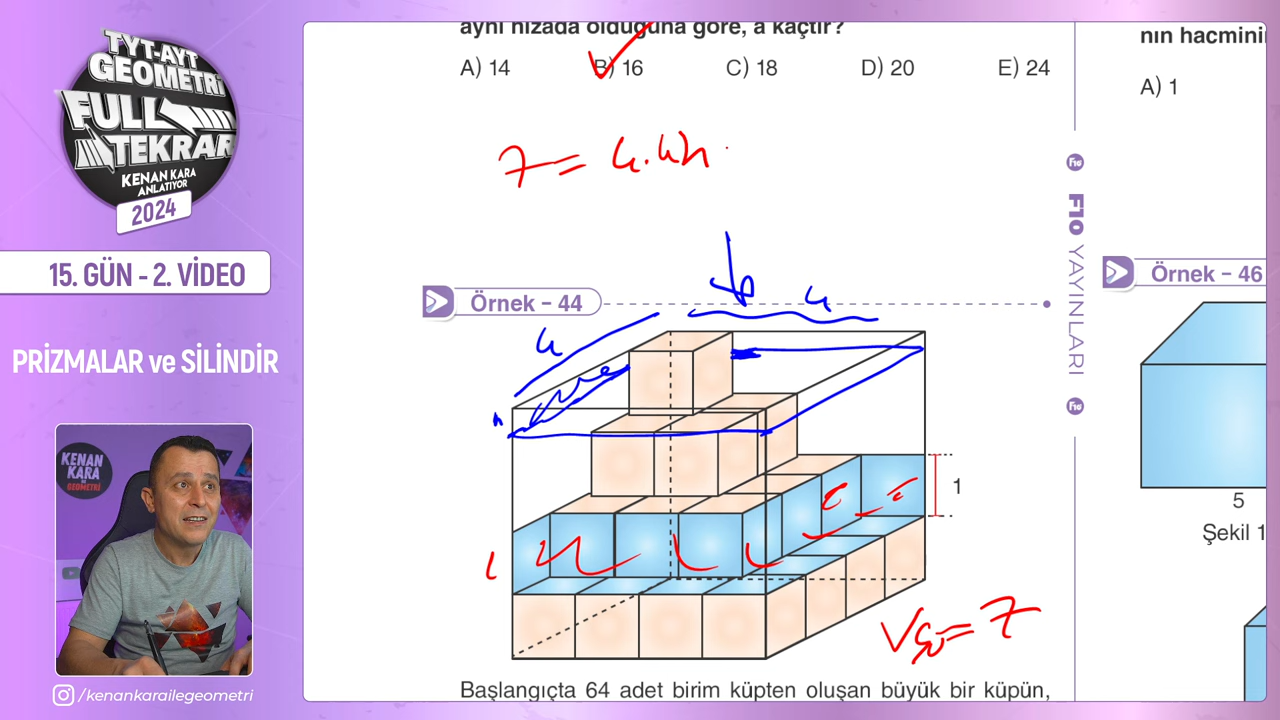 TYT-AYT
GEOMETRİ
FULL
TEKRAR
KENAN KARA
ANLATIYOR
2024
15. GÜN - 2. VİDEO
PRİZMALAR ve SİLİNDİR
KENAN
KARA
GEOMETRİ
/kenankarailegeometri
aynı hizada olduğuna göre, a kaçtır?
A) 14 B) 16 C) 18 D) 20 E) 24
7 = 4.4h
Örnek – 44
4
4
h
1
V = 7
Başlangıçta 64 adet birim küpten oluşan büyük bir küpün,
F10 YAYINLARI
F10
F10
nın hacmini
A) 1
Örnek – 46
5
Şekil 1